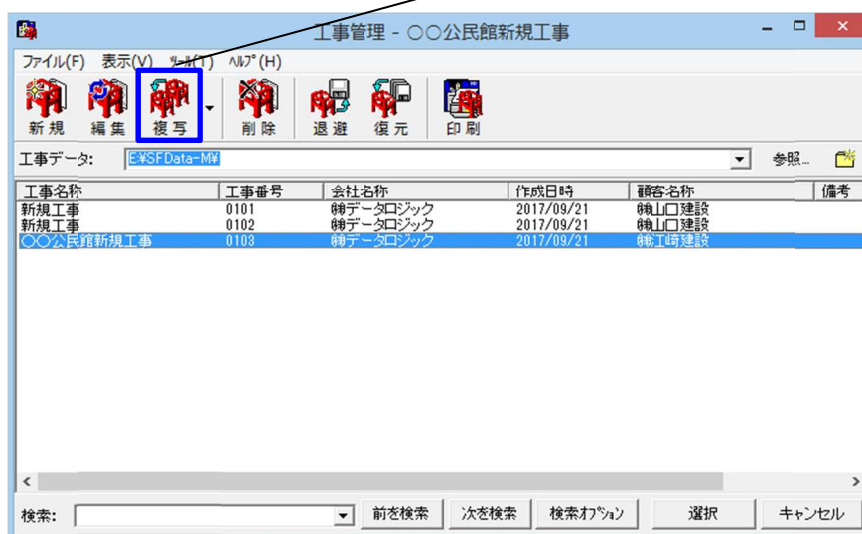 工事管理 - 〇〇公民館新規工事
ファイル(F) 表示(V) ツール(T) ヘルプ(H)
新規 編集 複写 削除 退避 復元 印刷
工事データ: E:¥SFData-M¥ 参照...
工事名称 工事番号 会社名称 作成日時 顧客名称 備考
新規工事 0101 ㈱データロジック 2017/09/21 ㈱山口建設
新規工事 0102 ㈱データロジック 2017/09/21 ㈱山口建設
〇〇公民館新規工事 0103 ㈱データロジック 2017/09/21 ㈱江崎建設
検索: 前を検索 次を検索 検索オプション 選択 キャンセル